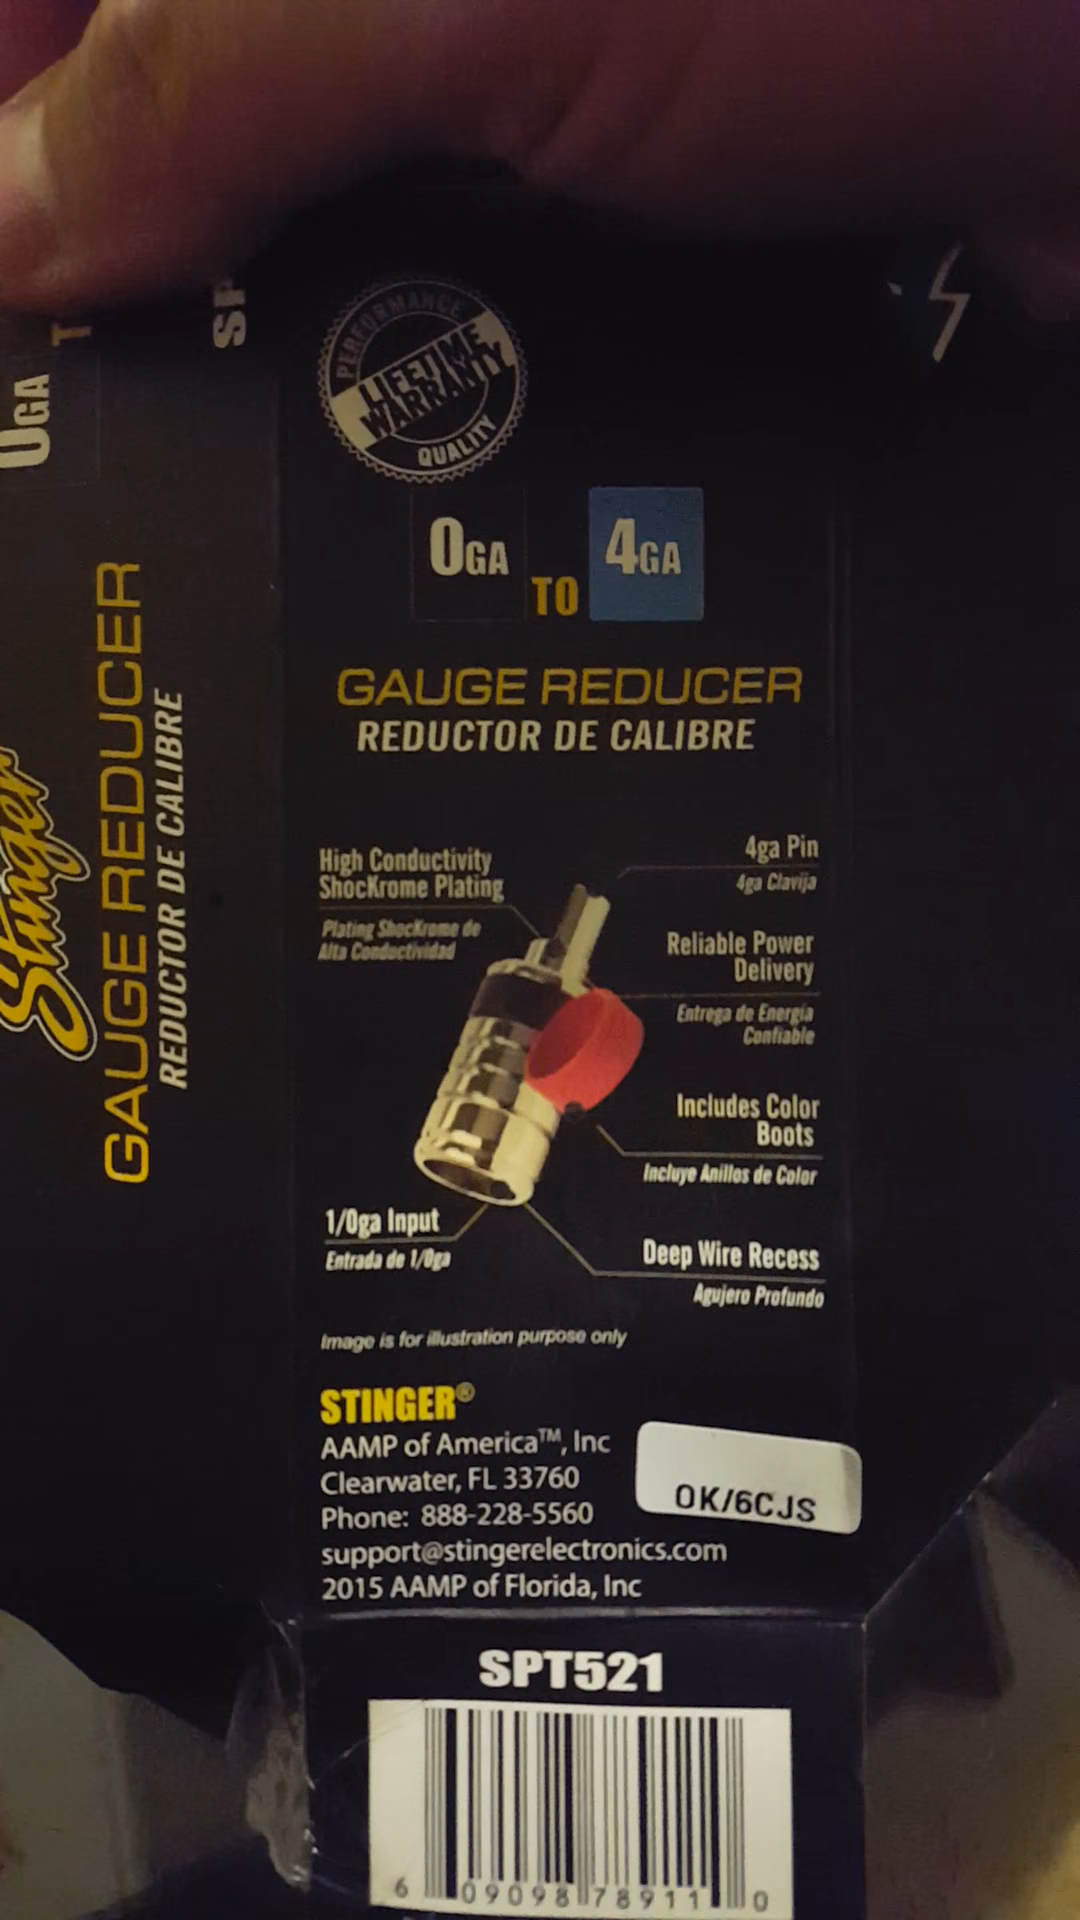 0GA
T
SP
Stinger
GAUGE REDUCER
REDUCTOR DE CALIBRE
PERFORMANCE
LIFETIME
WARRANTY
QUALITY
0GA TO 4GA
GAUGE REDUCER
REDUCTOR DE CALIBRE
High Conductivity
ShocKrome Plating
Plating ShocKrome de
Alta Conductividad
4ga Pin
4ga Clavija
Reliable Power
Delivery
Entrega de Energía
Confiable
Includes Color
Boots
Incluye Anillos de Color
1/0ga Input
Entrada de 1/0ga
Deep Wire Recess
Agujero Profundo
Image is for illustration purpose only
STINGER®
AAMP of America™, Inc
Clearwater, FL 33760
Phone: 888-228-5560
support@stingerelectronics.com
2015 AAMP of Florida, Inc
OK/6CJS
SPT521
6 09098 78911 0